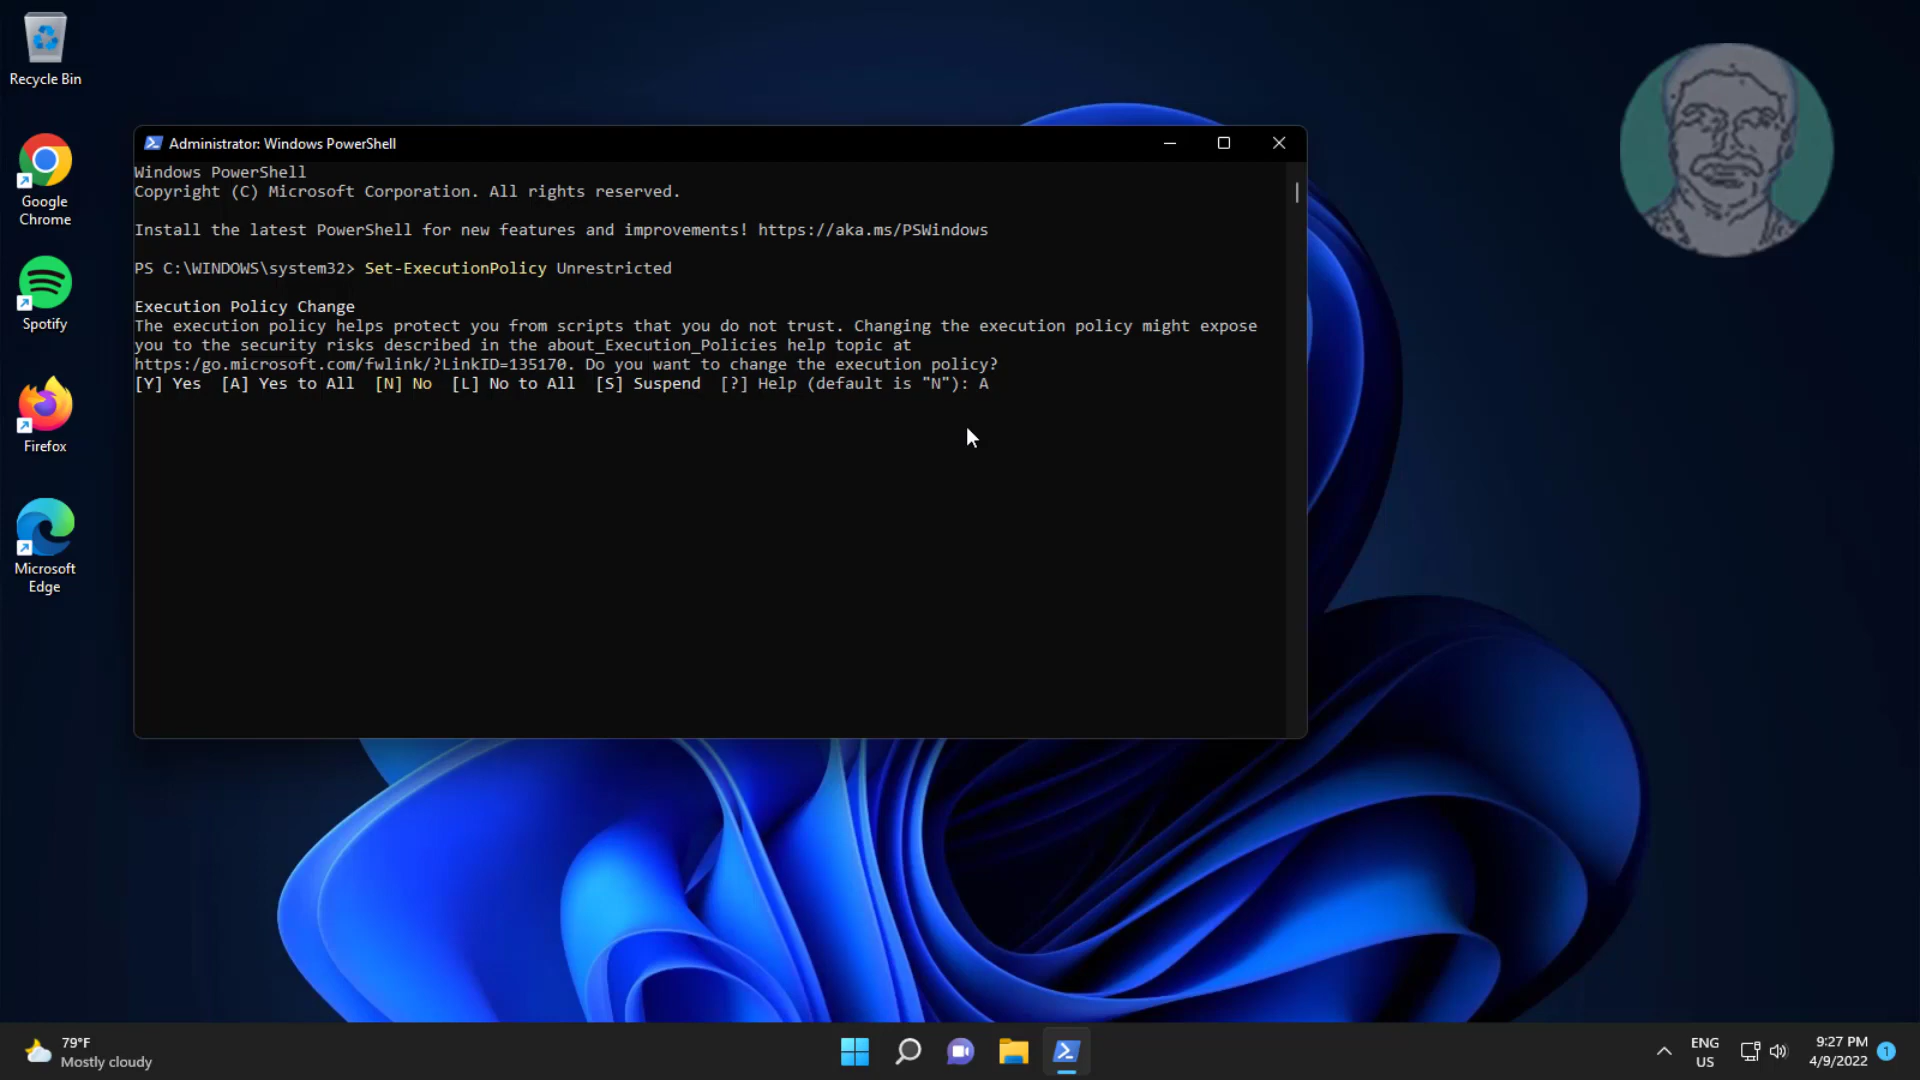 Recycle Bin
Google
Chrome
Spotify
Firefox
Microsoft
Edge
Administrator: Windows PowerShell
Windows PowerShell
Copyright (C) Microsoft Corporation. All rights reserved.
Install the latest PowerShell for new features and improvements! https://aka.ms/PSWindows
PS C:\WINDOWS\system32> Set-ExecutionPolicy Unrestricted
Execution Policy Change
The execution policy helps protect you from scripts that you do not trust. Changing the execution policy might expose
you to the security risks described in the about_Execution_Policies help topic at
https:/go.microsoft.com/fwlink/?LinkID=135170. Do you want to change the execution policy?
[Y] Yes  [A] Yes to All  [N] No  [L] No to All  [S] Suspend  [?] Help (default is "N"): A
79°F
Mostly cloudy
ENG
US
9:27 PM
4/9/2022
1